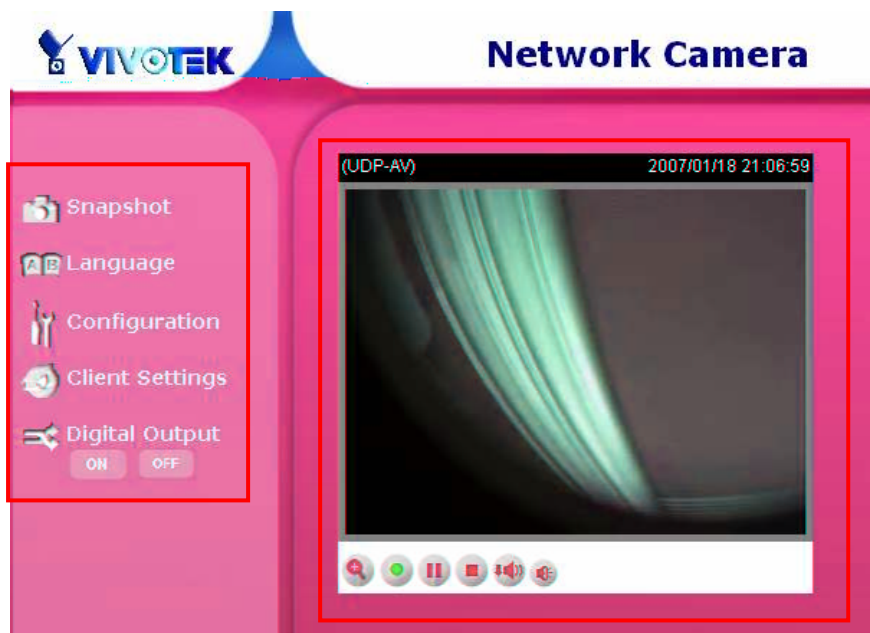 VIVOTEK
Network Camera
(UDP-AV) 2007/01/18 21:06:59
Snapshot
A B Language
Configuration
Client Settings
Digital Output
ON OFF